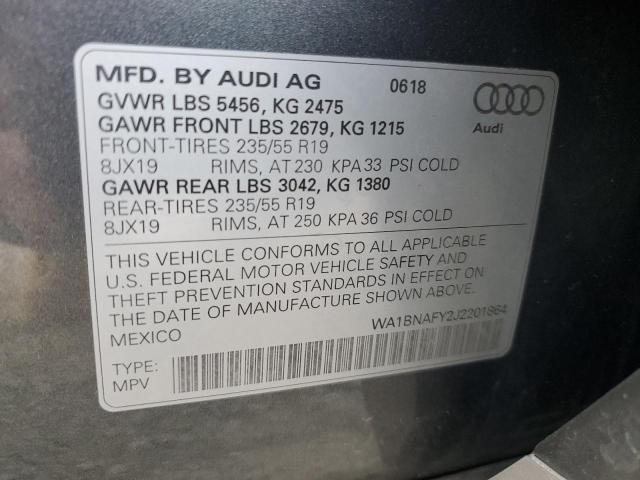 MFD. BY AUDI AG 0618
GVWR LBS 5456, KG 2475
GAWR FRONT LBS 2679, KG 1215
FRONT-TIRES 235/55 R19
8JX19 RIMS, AT 230 KPA 33 PSI COLD
GAWR REAR LBS 3042, KG 1380
REAR-TIRES 235/55 R19
8JX19 RIMS, AT 250 KPA 36 PSI COLD
Audi
THIS VEHICLE CONFORMS TO ALL APPLICABLE
U.S. FEDERAL MOTOR VEHICLE SAFETY AND
THEFT PREVENTION STANDARDS IN EFFECT ON
THE DATE OF MANUFACTURE SHOWN ABOVE.
MEXICO
WA1BNAFY2J2201864
TYPE:
MPV